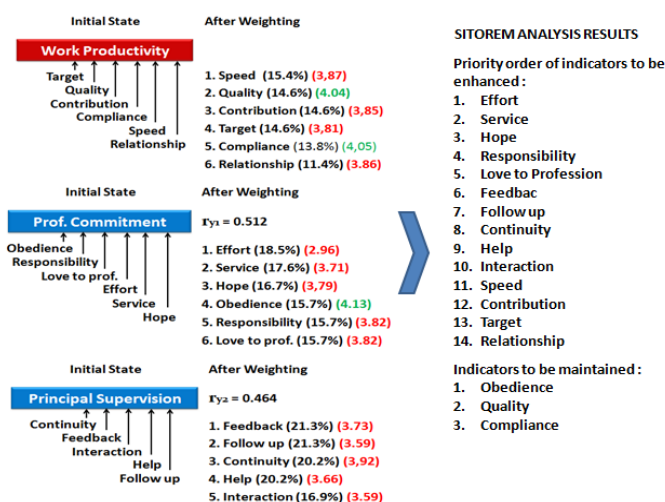 Initial State
After Weighting
Work Productivity
Target
Quality
Contribution
Compliance
Speed
Relationship
1. Speed (15.4%) (3,87)
2. Quality (14.6%) (4.04)
3. Contribution (14.6%) (3,85)
4. Target (14.6%) (3,81)
5. Compliance (13.8%) (4,05)
6. Relationship (11.4%) (3.86)
Initial State
After Weighting
Prof. Commitment
ry₁ = 0.512
Obedience
Responsibility
Love to prof.
Effort
Service
Hope
1. Effort (18.5%) (2.96)
2. Service (17.6%) (3.71)
3. Hope (16.7%) (3,79)
4. Obedience (15.7%) (4.13)
5. Responsibility (15.7%) (3.82)
6. Love to prof. (15.7%) (3.82)
Initial State
After Weighting
Principal Supervision
ry₂ = 0.464
Continuity
Feedback
Interaction
Help
Follow up
1. Feedback (21.3%) (3.73)
2. Follow up (21.3%) (3.59)
3. Continuity (20.2%) (3,92)
4. Help (20.2%) (3.66)
5. Interaction (16.9%) (3.59)
SITOREM ANALYSIS RESULTS
Priority order of indicators to be
enhanced :
1. Effort
2. Service
3. Hope
4. Responsibility
5. Love to Profession
6. Feedbac
7. Follow up
8. Continuity
9. Help
10. Interaction
11. Speed
12. Contribution
13. Target
14. Relationship
Indicators to be maintained :
1. Obedience
2. Quality
3. Compliance